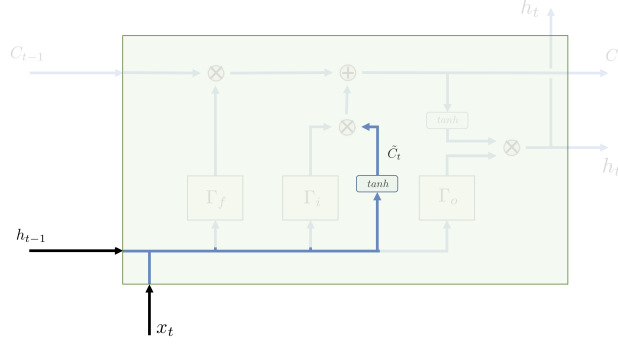 h_t
C_{t-1}
C
tanh
C̃_t
h_t
tanh
Γ_f
Γ_i
Γ_o
h_{t-1}
x_t